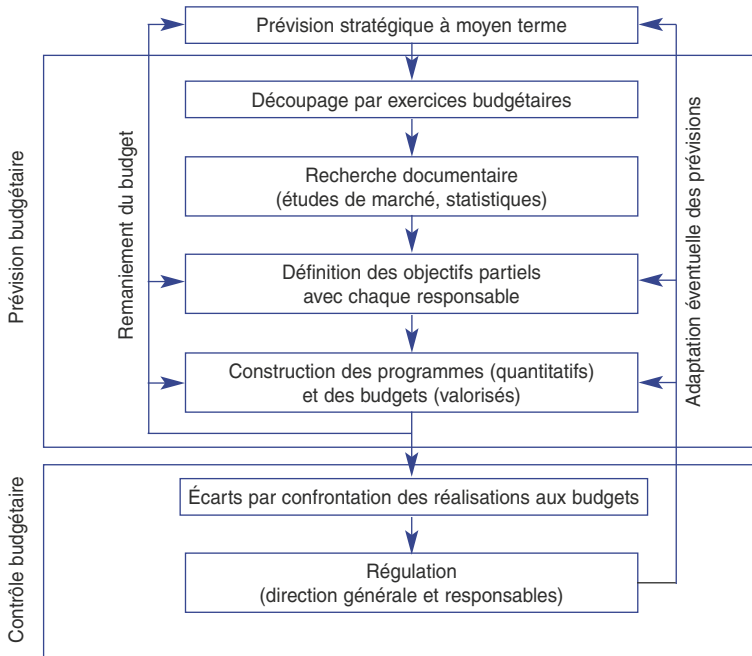 Prévision stratégique à moyen terme
Découpage par exercices budgétaires
Recherche documentaire
(études de marché, statistiques)
Définition des objectifs partiels
avec chaque responsable
Construction des programmes (quantitatifs)
et des budgets (valorisés)
Écarts par confrontation des réalisations aux budgets
Régulation
(direction générale et responsables)
Prévision budgétaire
Remaniement du budget
Adaptation éventuelle des prévisions
Contrôle budgétaire